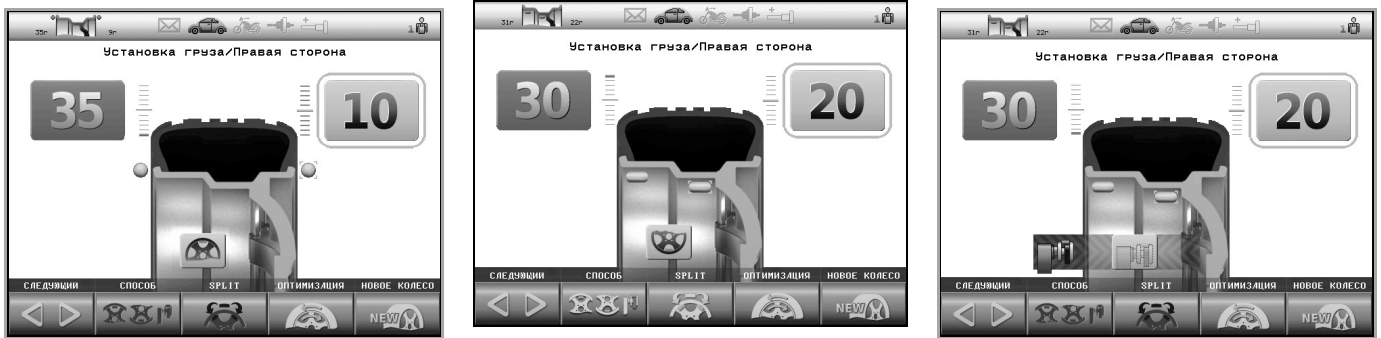 35г 9г 1
Установка груза/Правая сторона
35 10
СЛЕДУЮЩИЙ СПОСОБ SPLIT ОПТИМИЗАЦИЯ НОВОЕ КОЛЕСО
NEW
31г 22г 1
Установка груза/Правая сторона
30 20
СЛЕДУЮЩИЙ СПОСОБ SPLIT ОПТИМИЗАЦИЯ НОВОЕ КОЛЕСО
NEW
31г 22г 1
Установка груза/Правая сторона
30 20
СЛЕДУЮЩИЙ СПОСОБ SPLIT ОПТИМИЗАЦИЯ НОВОЕ КОЛЕСО
NEW